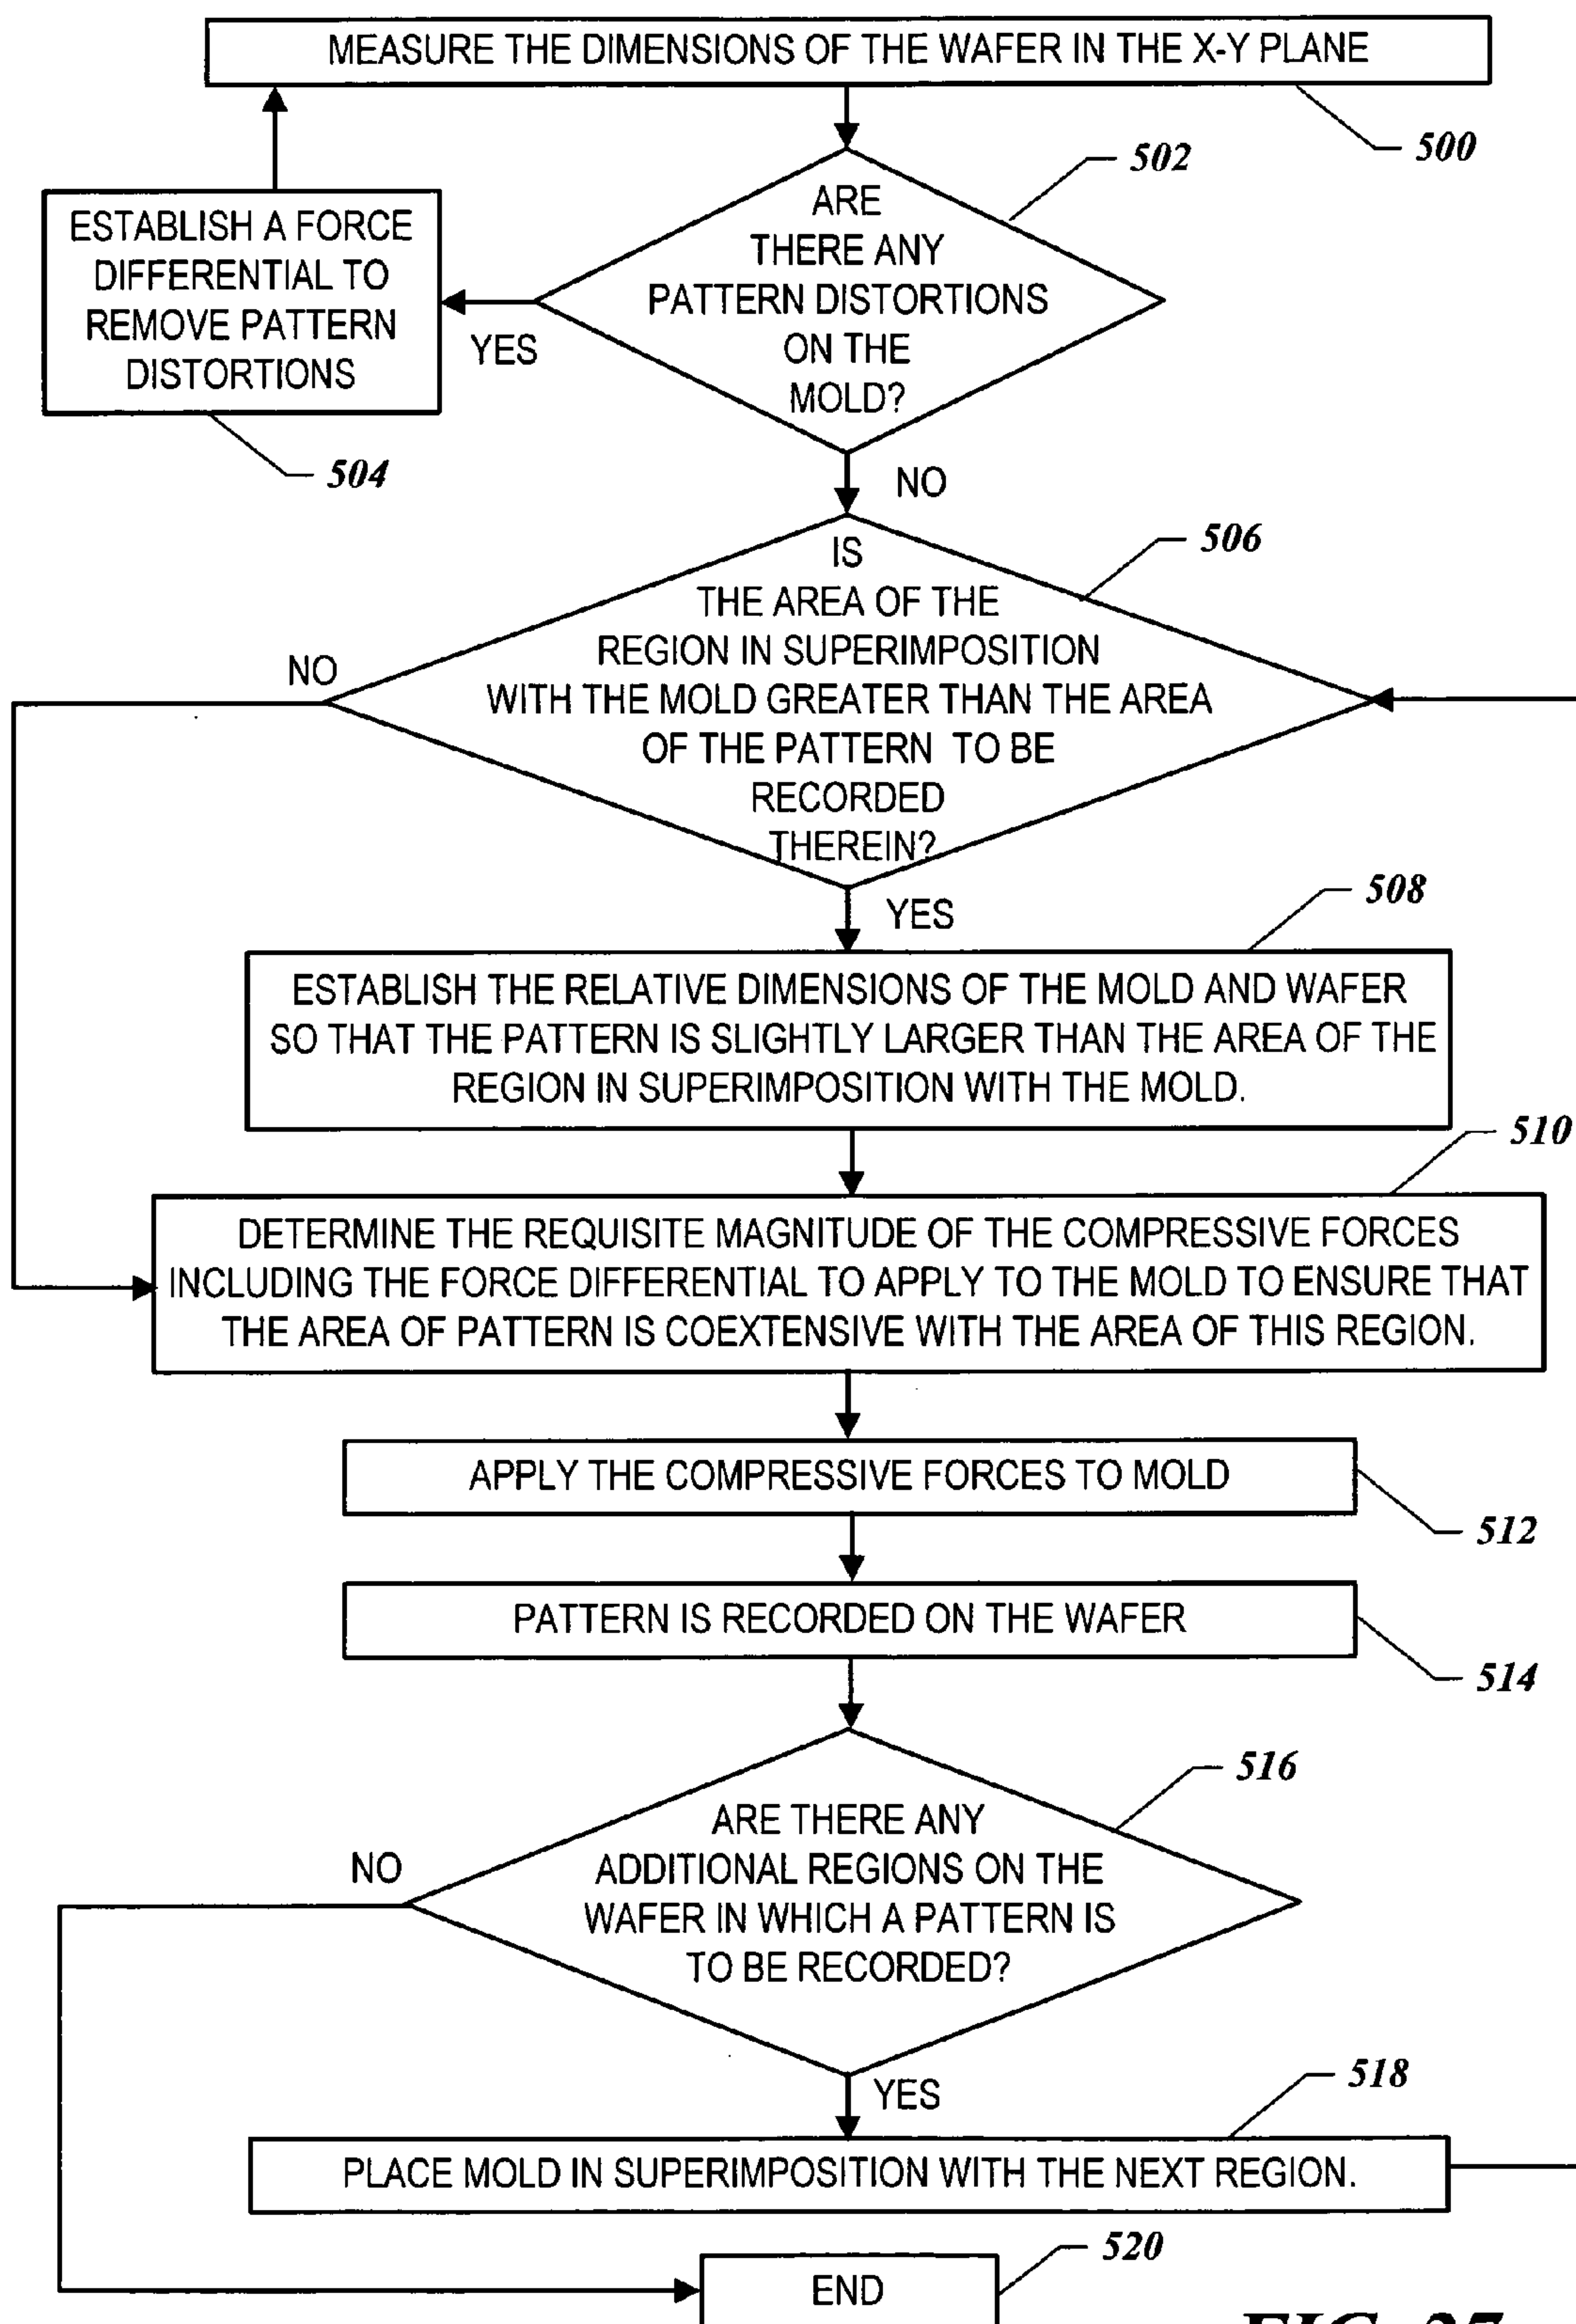 MEASURE THE DIMENSIONS OF THE WAFER IN THE X-Y PLANE
500
502
ARE
THERE ANY
PATTERN DISTORTIONS
ON THE
MOLD?
YES
ESTABLISH A FORCE
DIFFERENTIAL TO
REMOVE PATTERN
DISTORTIONS
504
NO
506
IS
THE AREA OF THE
REGION IN SUPERIMPOSITION
WITH THE MOLD GREATER THAN THE AREA
OF THE PATTERN TO BE
RECORDED
THEREIN?
NO
YES
508
ESTABLISH THE RELATIVE DIMENSIONS OF THE MOLD AND WAFER
SO THAT THE PATTERN IS SLIGHTLY LARGER THAN THE AREA OF THE
REGION IN SUPERIMPOSITION WITH THE MOLD.
510
DETERMINE THE REQUISITE MAGNITUDE OF THE COMPRESSIVE FORCES
INCLUDING THE FORCE DIFFERENTIAL TO APPLY TO THE MOLD TO ENSURE THAT
THE AREA OF PATTERN IS COEXTENSIVE WITH THE AREA OF THIS REGION.
APPLY THE COMPRESSIVE FORCES TO MOLD
512
PATTERN IS RECORDED ON THE WAFER
514
516
ARE THERE ANY
ADDITIONAL REGIONS ON THE
WAFER IN WHICH A PATTERN IS
TO BE RECORDED?
NO
YES
518
PLACE MOLD IN SUPERIMPOSITION WITH THE NEXT REGION.
520
END